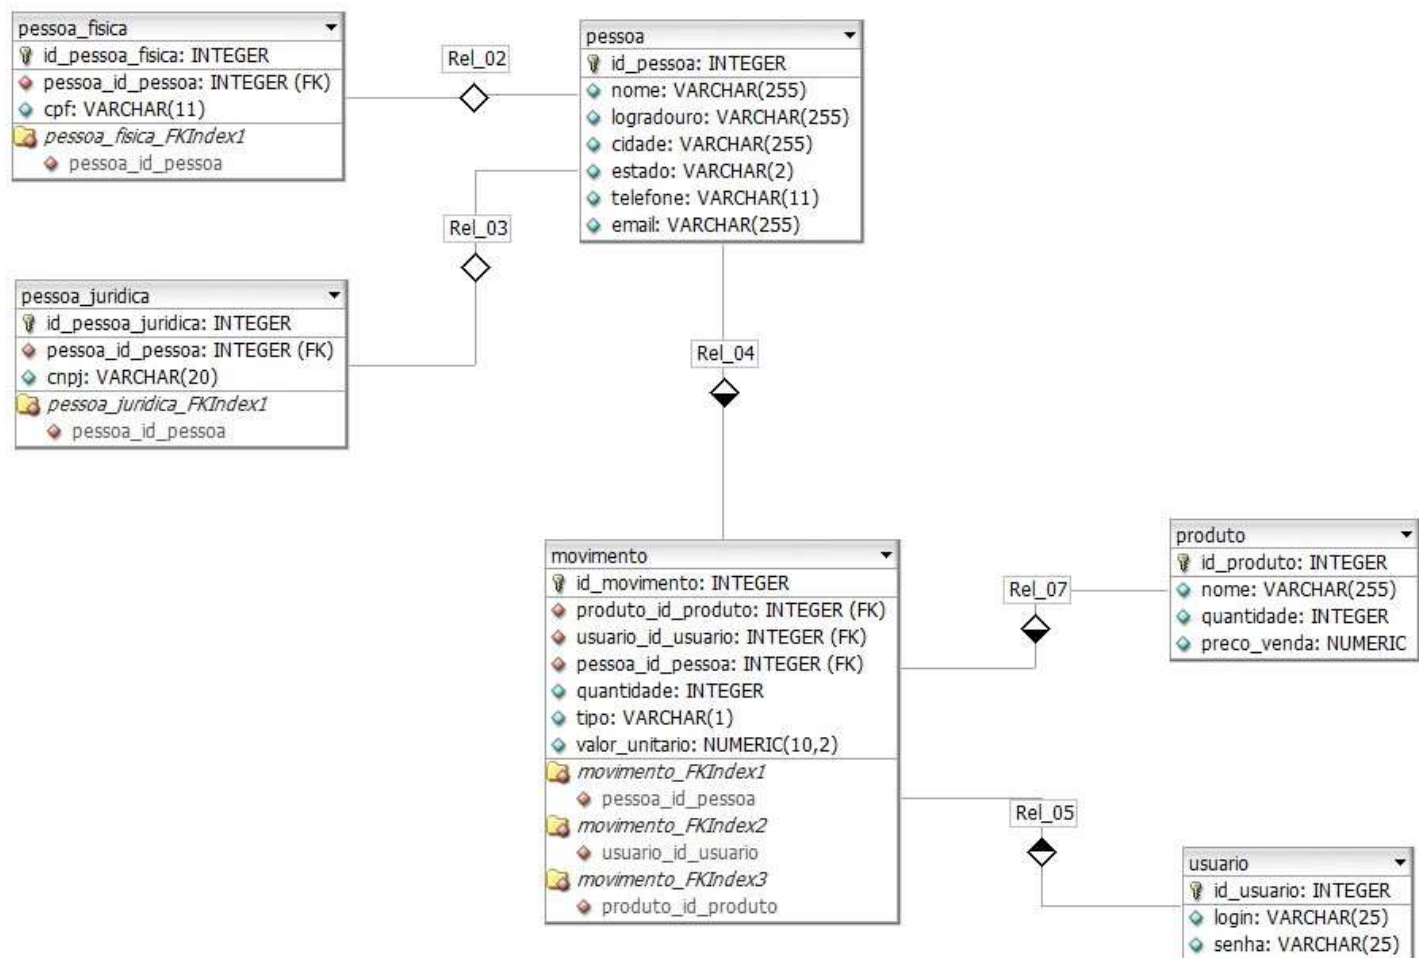 pessoa_fisica
id_pessoa_fisica: INTEGER
pessoa_id_pessoa: INTEGER (FK)
cpf: VARCHAR(11)
pessoa_fisica_FKIndex1
pessoa_id_pessoa
Rel_02
pessoa
id_pessoa: INTEGER
nome: VARCHAR(255)
logradouro: VARCHAR(255)
cidade: VARCHAR(255)
estado: VARCHAR(2)
telefone: VARCHAR(11)
email: VARCHAR(255)
Rel_03
pessoa_juridica
id_pessoa_juridica: INTEGER
pessoa_id_pessoa: INTEGER (FK)
cnpj: VARCHAR(20)
pessoa_juridica_FKIndex1
pessoa_id_pessoa
Rel_04
movimento
id_movimento: INTEGER
produto_id_produto: INTEGER (FK)
usuario_id_usuario: INTEGER (FK)
pessoa_id_pessoa: INTEGER (FK)
quantidade: INTEGER
tipo: VARCHAR(1)
valor_unitario: NUMERIC(10,2)
movimento_FKIndex1
pessoa_id_pessoa
movimento_FKIndex2
usuario_id_usuario
movimento_FKIndex3
produto_id_produto
Rel_07
produto
id_produto: INTEGER
nome: VARCHAR(255)
quantidade: INTEGER
preco_venda: NUMERIC
Rel_05
usuario
id_usuario: INTEGER
login: VARCHAR(25)
senha: VARCHAR(25)